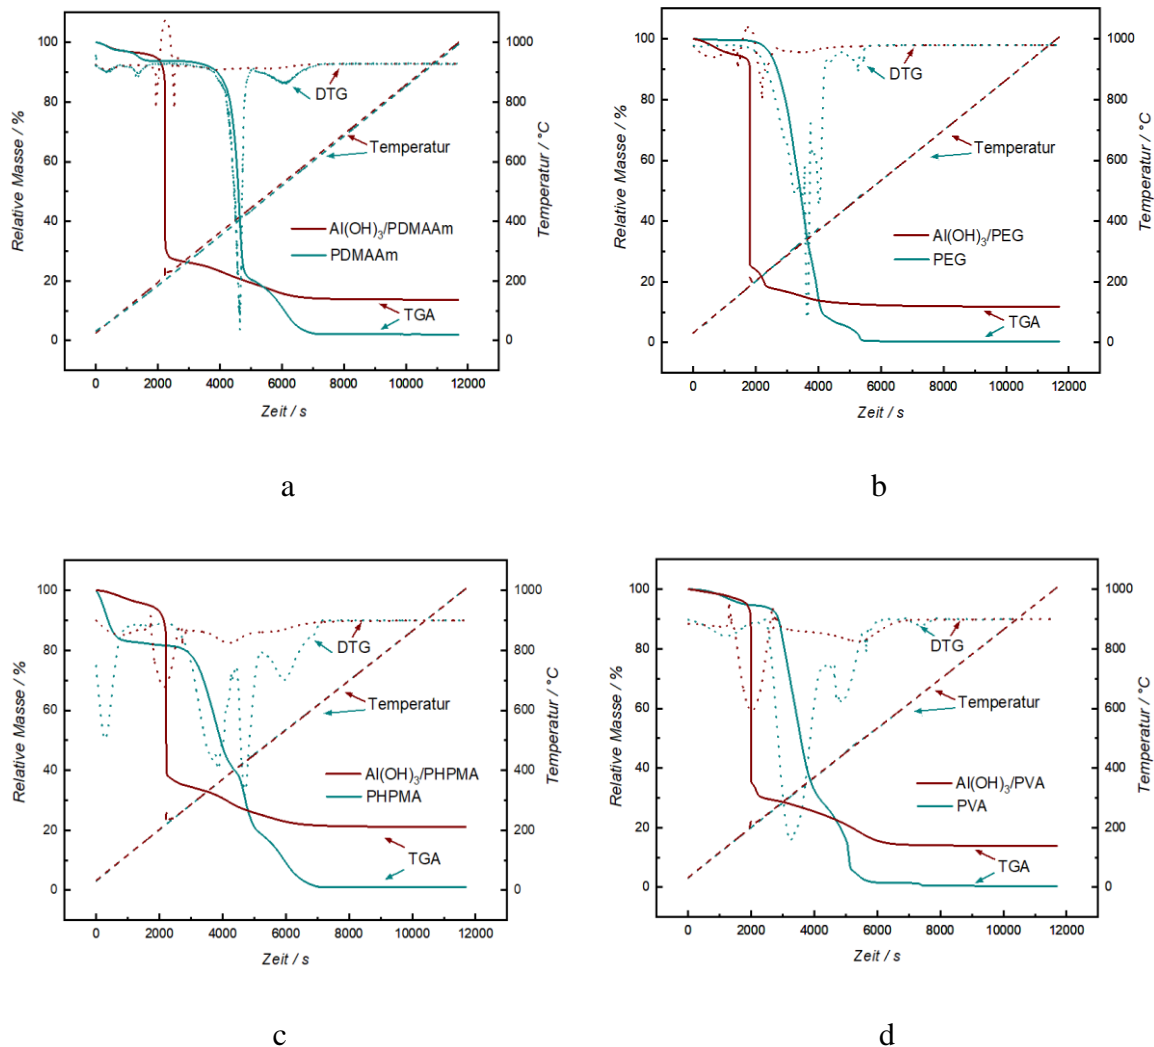 100
80
60
40
20
0
Relative Masse / %
1000
800
600
400
200
0
Temperatur / °C
DTG
Temperatur
Al(OH)3/PDMAAm
PDMAAm
TGA
0 2000 4000 6000 8000 10000 12000
Zeit / s
a
100
80
60
40
20
0
Relative Masse / %
1000
800
600
400
200
0
Temperatur / °C
DTG
Temperatur
Al(OH)3/PEG
PEG
TGA
0 2000 4000 6000 8000 10000 12000
Zeit / s
b
100
80
60
40
20
0
Relative Masse / %
1000
800
600
400
200
0
Temperatur / °C
DTG
Temperatur
Al(OH)3/PHPMA
PHPMA
TGA
0 2000 4000 6000 8000 10000 12000
Zeit / s
c
100
80
60
40
20
0
Relative Masse / %
1000
800
600
400
200
0
Temperatur / °C
DTG
Temperatur
Al(OH)3/PVA
PVA
TGA
0 2000 4000 6000 8000 10000 12000
Zeit / s
d